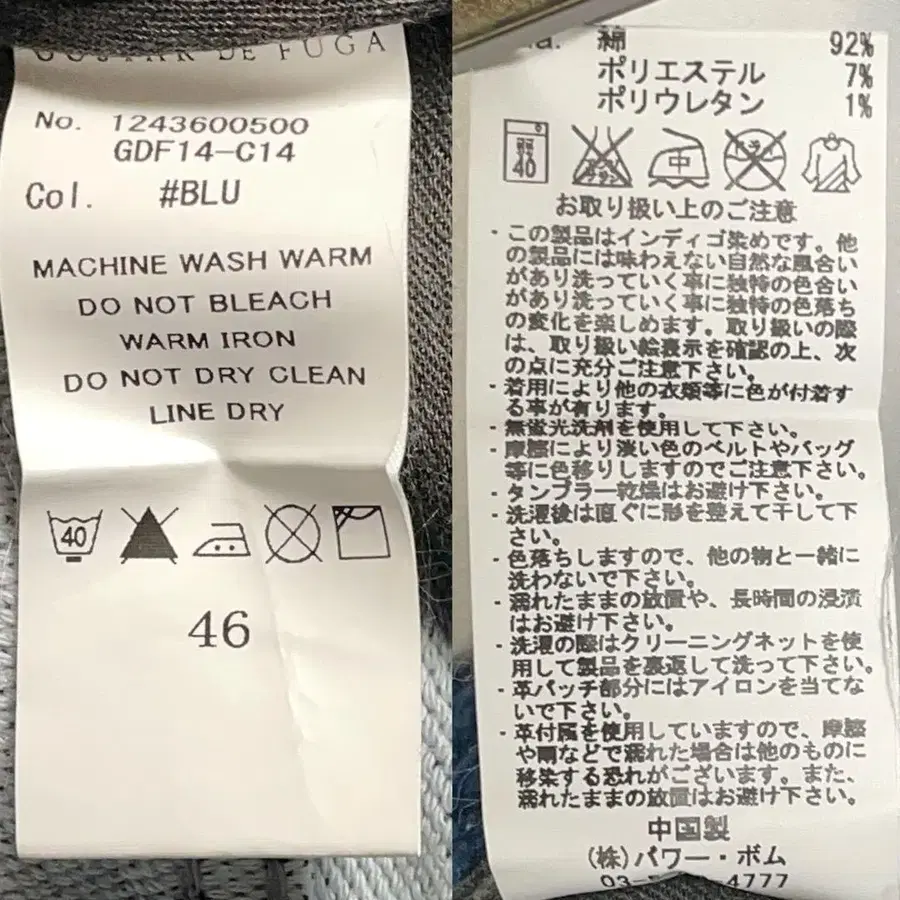 GOSTAR DE FUGA
No. 1243600500
GDF14-C14
Col. #BLU
MACHINE WASH WARM
DO NOT BLEACH
WARM IRON
DO NOT DRY CLEAN
LINE DRY
40
46
綿 92%
ポリエステル 7%
ポリウレタン 1%
40 中
お取り扱い上のご注意
・この製品はインディゴ染めです。他
の製品には味わえない自然な風合い
があり洗っていく事に独特の色合い
があり洗っていく事に独特の色落ち
の変化を楽しめます。取り扱いの際
は、取り扱い絵表示を確認の上、次
の点に充分ご注意下さい。
・着用により他の衣類等に色が付着す
る事が有ります。
・無蛍光洗剤を使用して下さい。
・摩擦により淡い色のベルトやバッグ
等に色移りしますのでご注意下さい。
・タンブラー乾燥はお避け下さい。
・洗濯後は直ぐに形を整えて干して下
さい。
・色落ちしますので、他の物と一緒に
洗わないで下さい。
・濡れたままの放置や、長時間の浸漬
はお避け下さい。
・洗濯の際はクリーニングネットを使
用して製品を裏返して洗って下さい。
・革パッチ部分にはアイロンを当てな
いで下さい。
・革付属を使用していますので、摩擦
や雨などで濡れた場合は他のものに
移染する恐れがございます。また、
濡れたままの放置はお避け下さい。
中国製
(株)パワー・ボム
4777